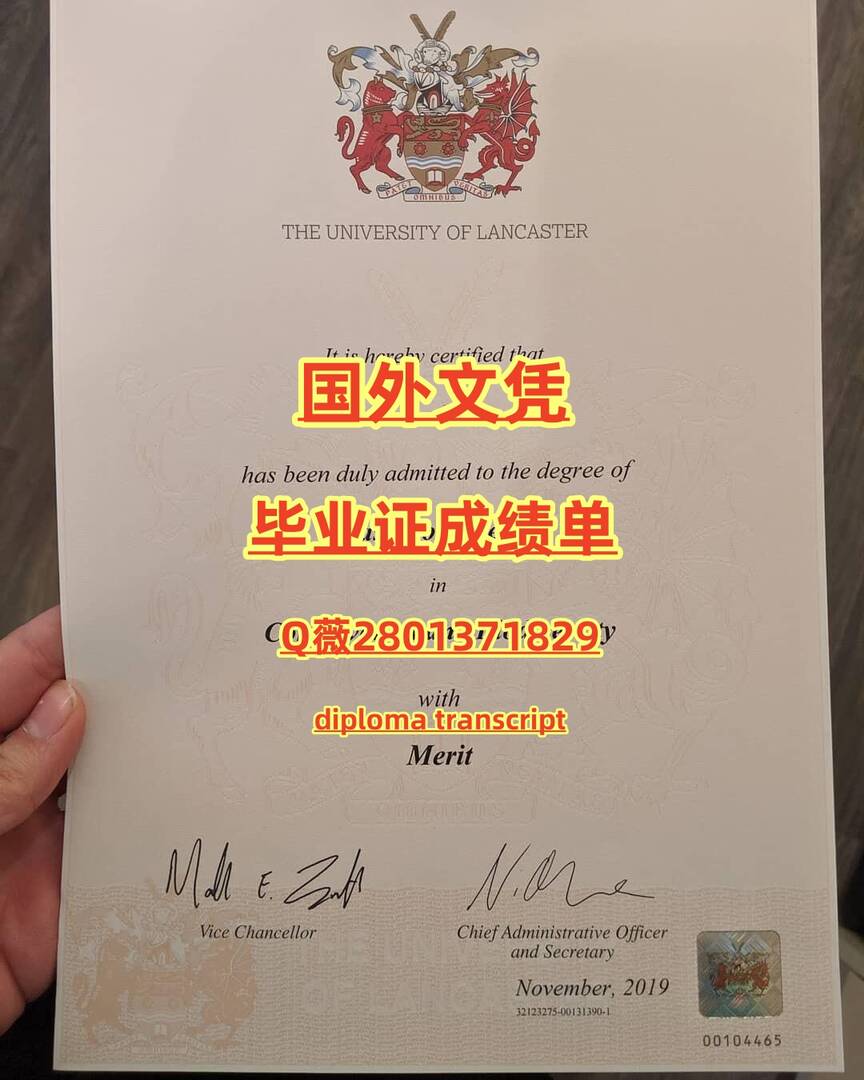 PATET OMNIBUS VERITAS
THE UNIVERSITY OF LANCASTER
It is hereby certified that
国外文凭
has been duly admitted to the degree of
毕业证成绩单
in
Q薇2801371829
with
diploma transcript
Merit
Vice Chancellor
Chief Administrative Officer
and Secretary
November, 2019
32123275-00131390-1
00104465